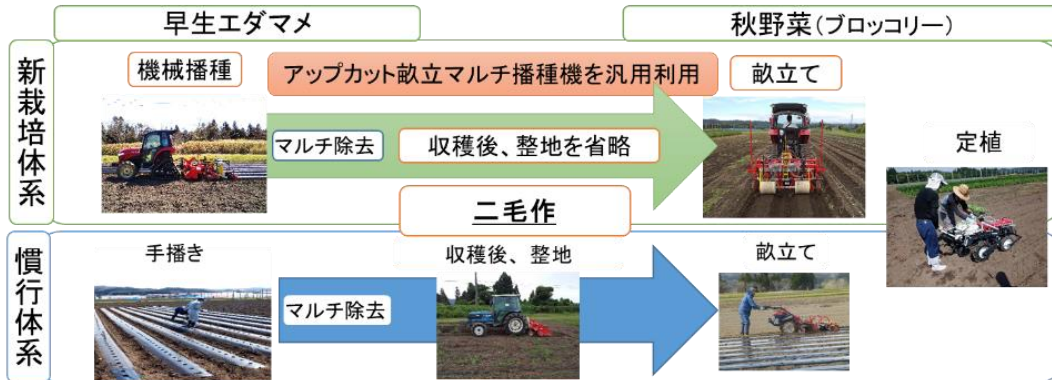 早生エダマメ
秋野菜(ブロッコリー)
新栽培体系
機械播種
アップカット畝立マルチ播種機を汎用利用
畝立て
マルチ除去
収穫後、整地を省略
定植
二毛作
慣行体系
手播き
収穫後、整地
畝立て
マルチ除去